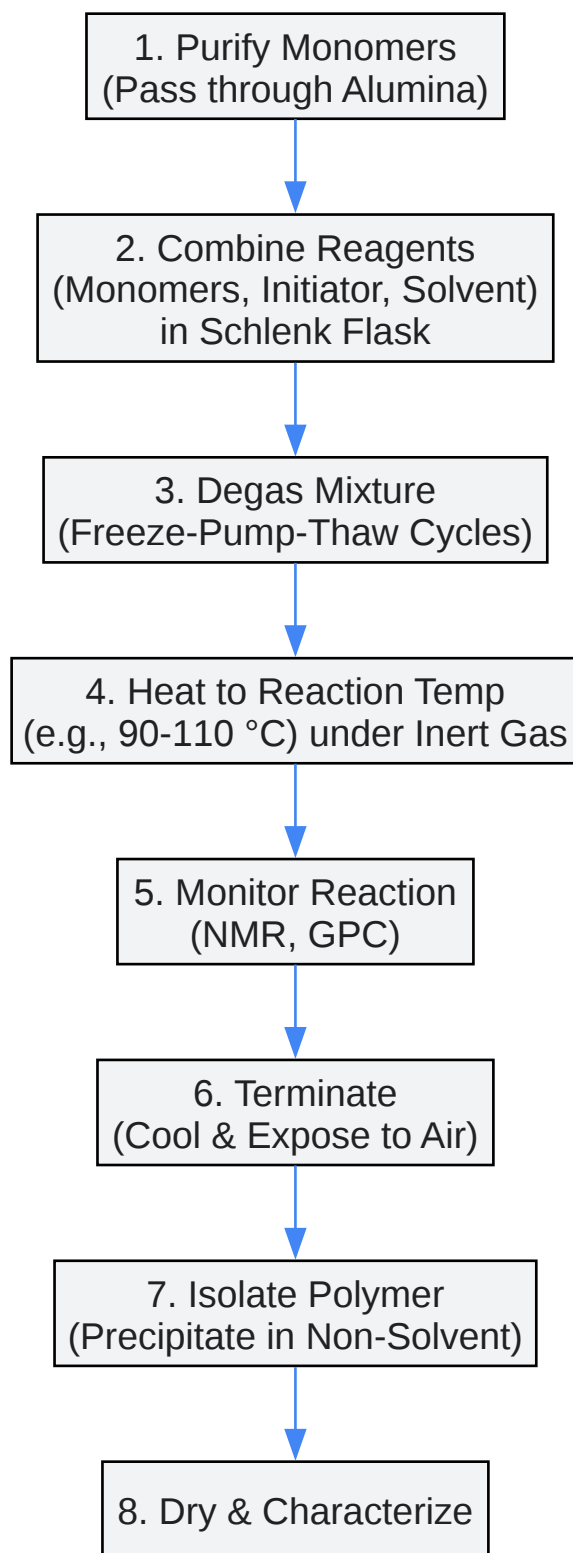 1. Purify Monomers
(Pass through Alumina)
2. Combine Reagents
(Monomers, Initiator, Solvent)
in Schlenk Flask
3. Degas Mixture
(Freeze-Pump-Thaw Cycles)
4. Heat to Reaction Temp
(e.g., 90-110 °C) under Inert Gas
5. Monitor Reaction
(NMR, GPC)
6. Terminate
(Cool & Expose to Air)
7. Isolate Polymer
(Precipitate in Non-Solvent)
8. Dry & Characterize